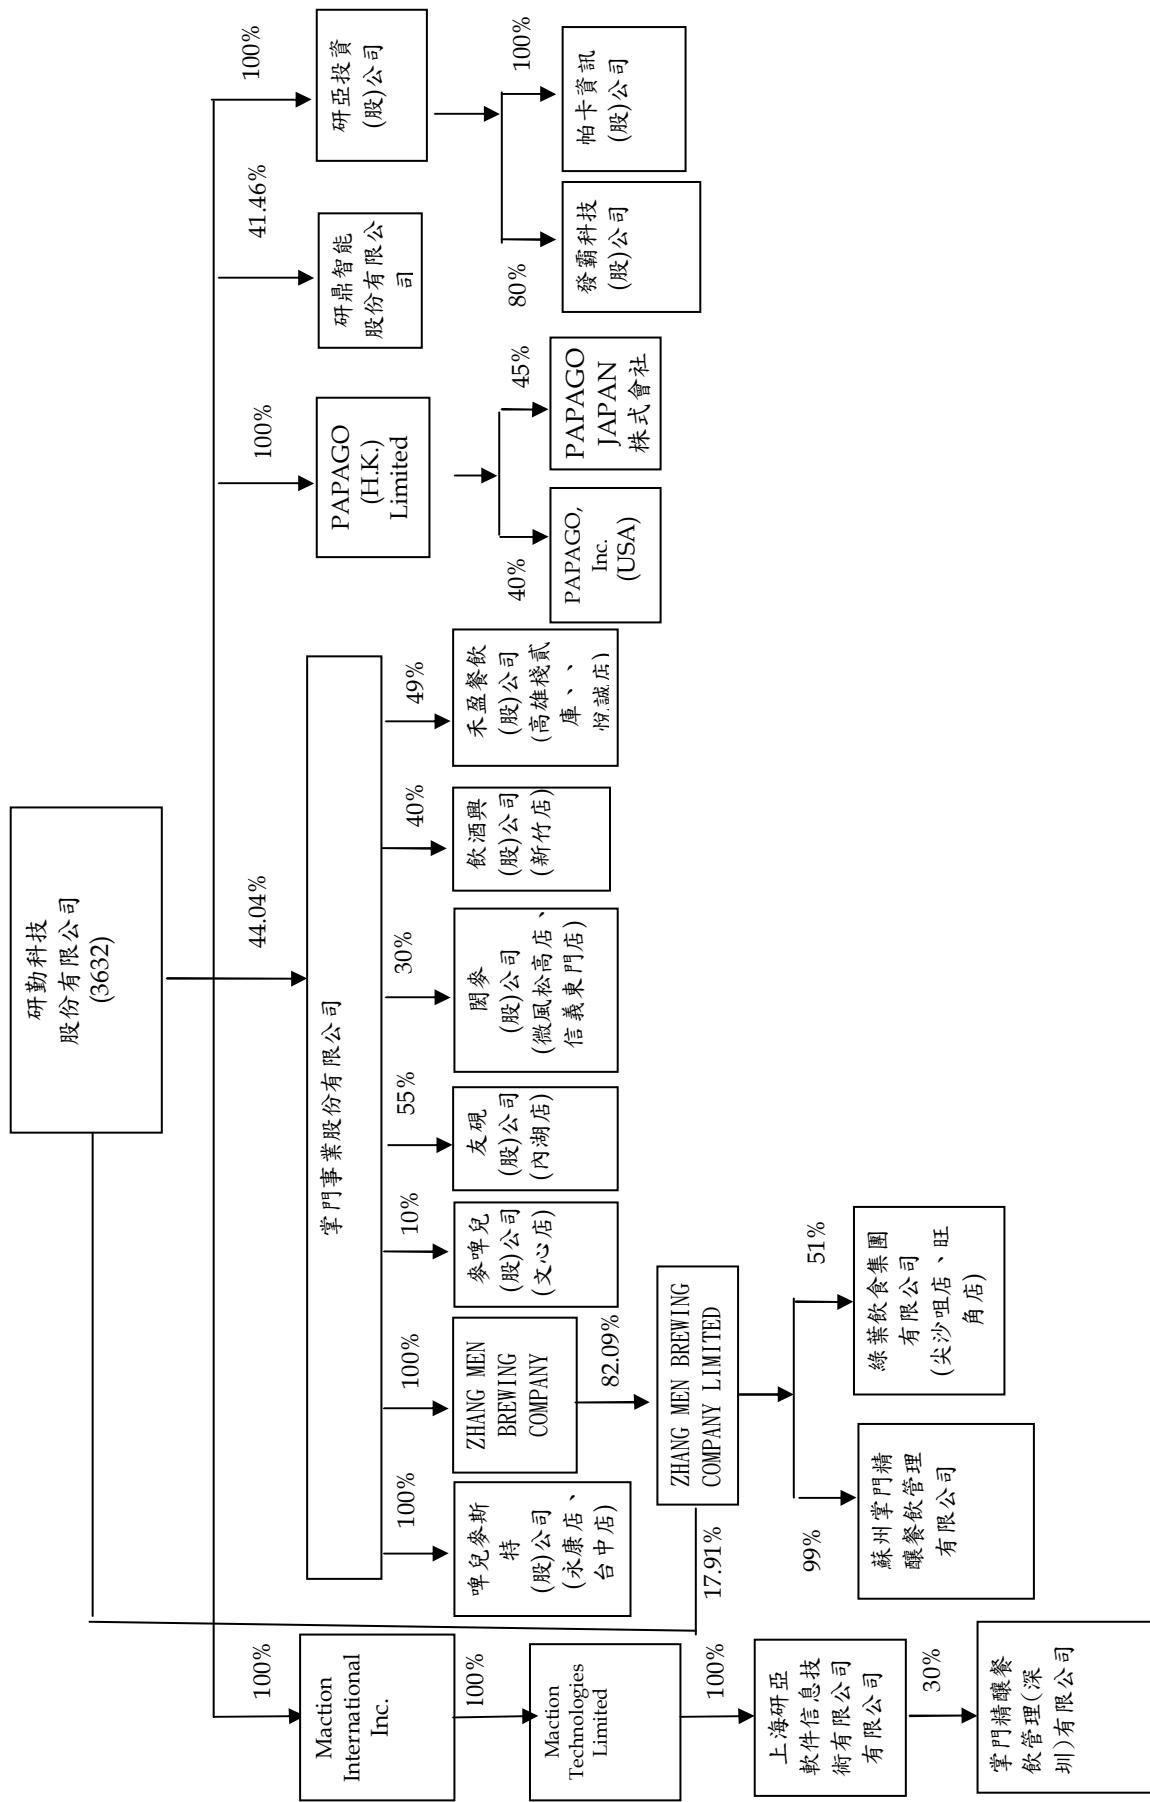 研勤科技
股份有限公司
(3632)
100%
44.04%
100%
41.46%
100%
Maction
International
Inc.
掌門事業股份有限公司
PAPAGO
(H.K.)
Limited
研鼎智能
股份有限公
司
研亞投資
(股)公司
100%
100%
100%
10%
55%
30%
40%
49%
40%
45%
80%
100%
Maction
Technologies
Limited
啤兒麥斯
特
(股)公司
(永康店、
台中店)
ZHANG MEN
BREWING
COMPANY
麥啤兒
(股)公司
(文心店)
友硯
(股)公司
(內湖店)
閎麥
(股)公司
(微風松高店、
信義東門店)
飲酒興
(股)公司
(新竹店)
禾盈餐飲
(股)公司
(高雄棧貳
庫、、
悅誠店)
PAPAGO,
Inc.
(USA)
PAPAGO
JAPAN
株式會社
發霸科技
(股)公司
帕卡資訊
(股)公司
100%
17.91%
82.09%
上海研亞
軟件信息技
術有限公司
有限公司
ZHANG MEN BREWING
COMPANY LIMITED
30%
99%
51%
掌門精釀餐
飲管理(深
圳)有限公司
蘇州掌門精
釀餐飲管理
有限公司
綠葉飲食集團
有限公司
(尖沙咀店、旺
角店)